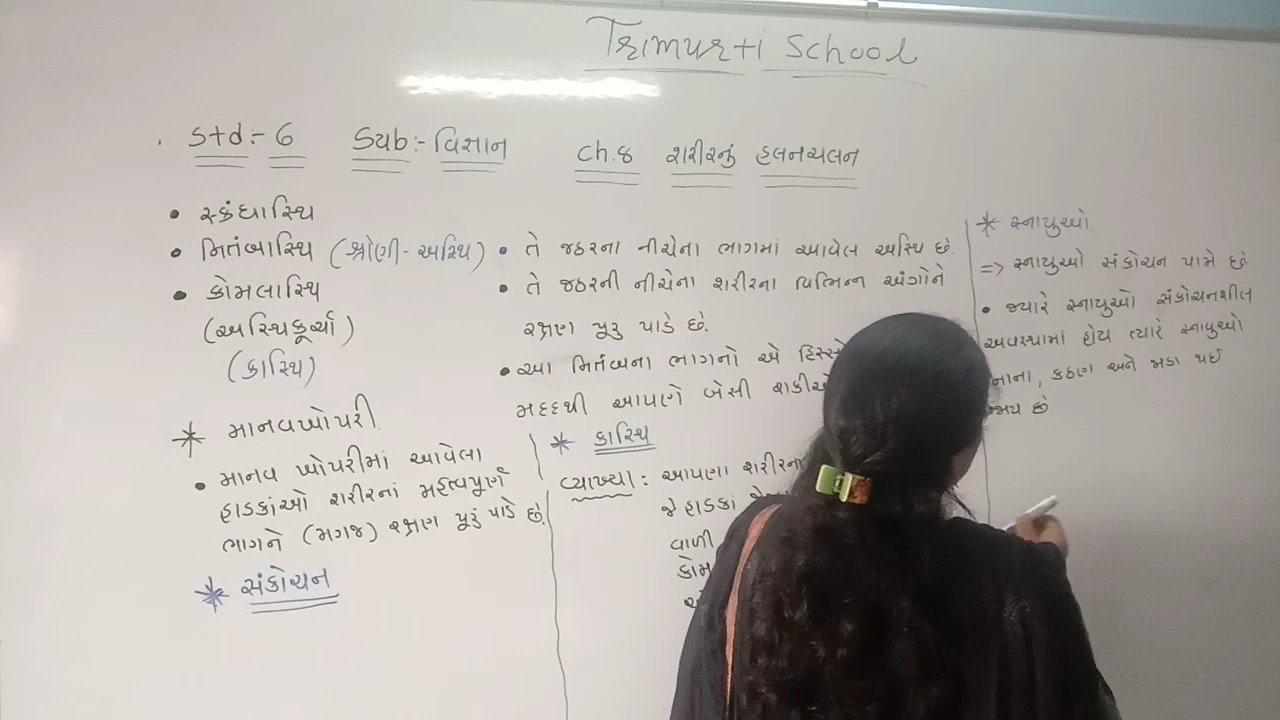 Trimurti School
Std:- 6 Sub:- વિજ્ઞાન Ch.8 શરીરનું હલનચલન
• સ્કંધાસ્થિ
• નિતંબાસ્થિ (શ્રોણી-અસ્થિ)
• કોમલાસ્થિ
(અસ્થિકૂર્ચા)
(કાસ્થિ)
* માનવખોપરી
• માનવ ખોપરીમાં આવેલા
હાડકાંઓ શરીરનાં મહત્વપૂર્ણ
ભાગને (મગજ) રક્ષણ પૂરું પાડે છે.
* સંકોચન
• તે જઠરના નીચેના ભાગમાં આવેલ અસ્થિ છે.
• તે જઠરની નીચેના શરીરના વિભિન્ન અંગોને
રક્ષણ પૂરું પાડે છે.
• આ નિતંબના ભાગનો એ હિસ્સો
મદદથી આપણે બેસી શકીએ
* કાસ્થિ
વ્યાખ્યા : આપણા શરીરના
જે હાડકાં
વાળી
* સ્નાયુઓ
=> સ્નાયુઓ સંકોચન પામે છે
• જ્યારે સ્નાયુઓ સંકોચનશીલ
અવસ્થામાં હોય ત્યારે સ્નાયુઓ
નાના, કઠણ અને જાડા થઈ
જાય છે